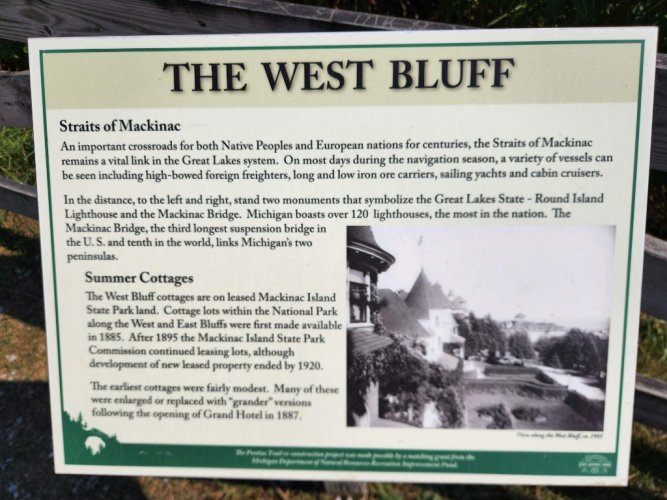 THE WEST BLUFF
Straits of Mackinac
An important crossroads for both Native Peoples and European nations for centuries, the Straits of Mackinac
remains a vital link in the Great Lakes system. On most days during the navigation season, a variety of vessels can
be seen including high-bowed foreign freighters, long and low iron ore carriers, sailing yachts and cabin cruisers.
In the distance, to the left and right, stand two monuments that symbolize the Great Lakes State - Round Island
Lighthouse and the Mackinac Bridge. Michigan boasts over 120 lighthouses, the most in the nation. The
Mackinac Bridge, the third longest suspension bridge in
the U. S. and tenth in the world, links Michigan's two
peninsulas.
Summer Cottages
The West Bluff cottages are on leased Mackinac Island
State Park land. Cottage lots within the National Park
along the West and East Bluffs were first made available
in 1885. After 1895 the Mackinac Island State Park
Commission continued leasing lots, although
development of new leased property ended by 1920.
The earliest cottages were fairly modest. Many of these
were enlarged or replaced with "grander" versions
following the opening of Grand Hotel in 1887.
Views along the West Bluff, ca.
The Pontiac Trail re-construction project was made possible by a matching grant from the
Michigan Department of Natural Resources Recreation Improvement Fund.